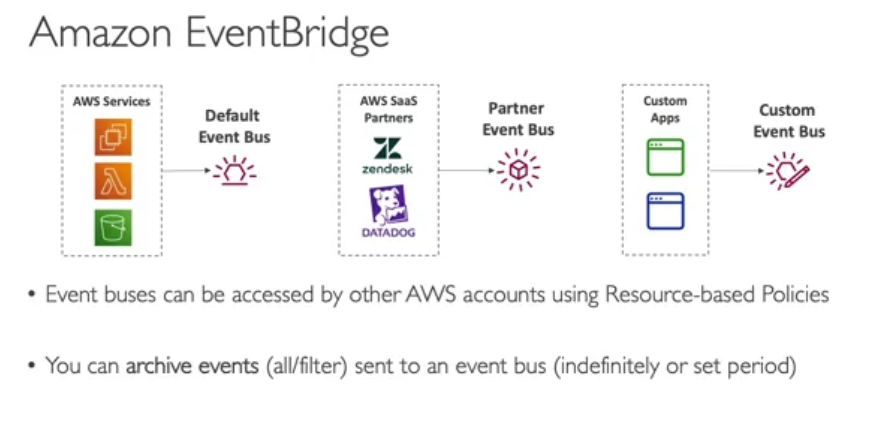 Amazon EventBridge
AWS Services
Default
Event Bus
AWS SaaS
Partners
zendesk
DATADOG
Partner
Event Bus
Custom
Apps
Custom
Event Bus
• Event buses can be accessed by other AWS accounts using Resource-based Policies
• You can archive events (all/filter) sent to an event bus (indefinitely or set period)